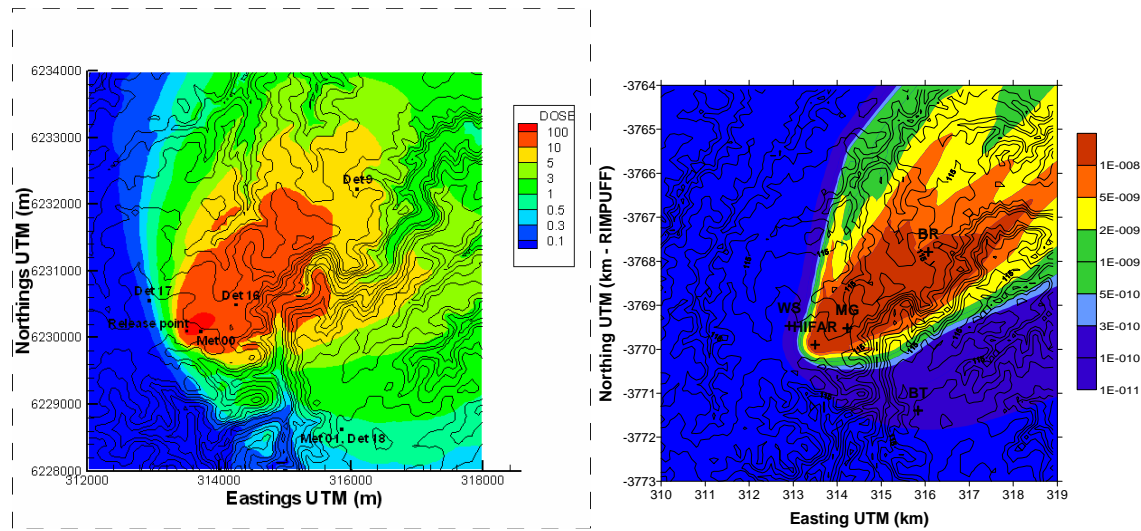 6234000
6233000
6232000
6231000
6230000
6229000
6228000
Northings UTM (m)
312000
314000
316000
318000
Eastings UTM (m)
Det 9
Det 17
Det 16
Release point
Met 00
Met 01, Det 18
DOSE
100
10
5
3
1
0.5
0.3
0.1
-3764
-3765
-3766
-3767
-3768
-3769
-3770
-3771
-3772
-3773
Northing UTM (km - RIMPUFF)
310
311
312
313
314
315
316
317
318
319
Easting UTM (km)
BR
WS
MG
HIFAR
BT
1E-008
5E-009
2E-009
1E-009
5E-010
3E-010
1E-010
1E-011